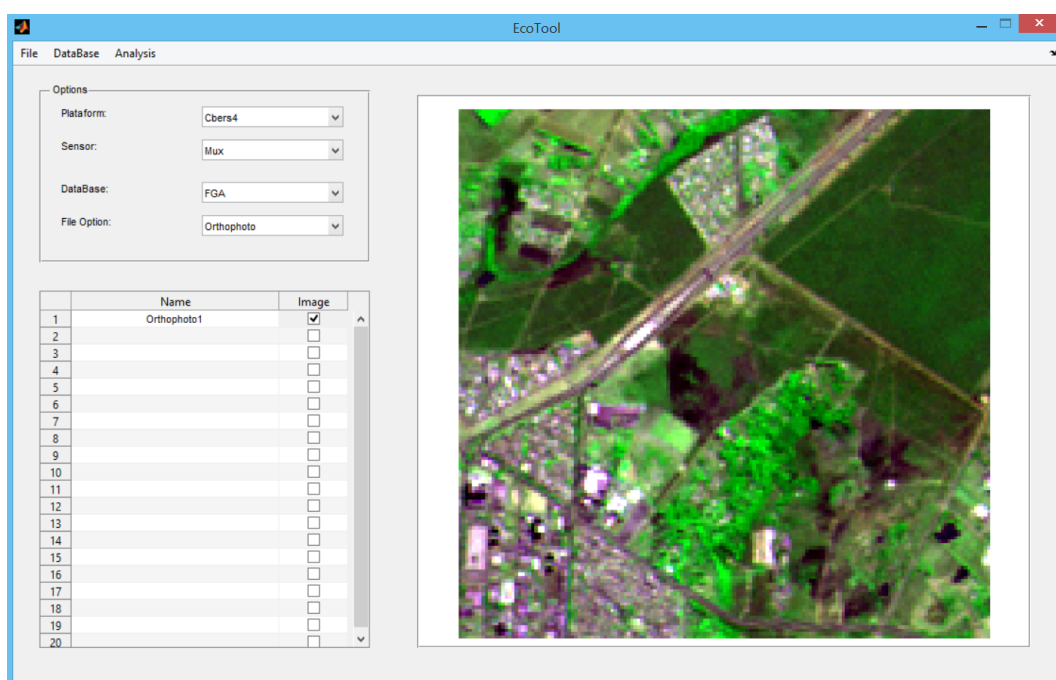 EcoTool
File DataBase Analysis
Options
Plataform: Cbers4
Sensor: Mux
DataBase: FGA
File Option: Orthophoto
Name Image
1 Orthophoto1
2
3
4
5
6
7
8
9
10
11
12
13
14
15
16
17
18
19
20